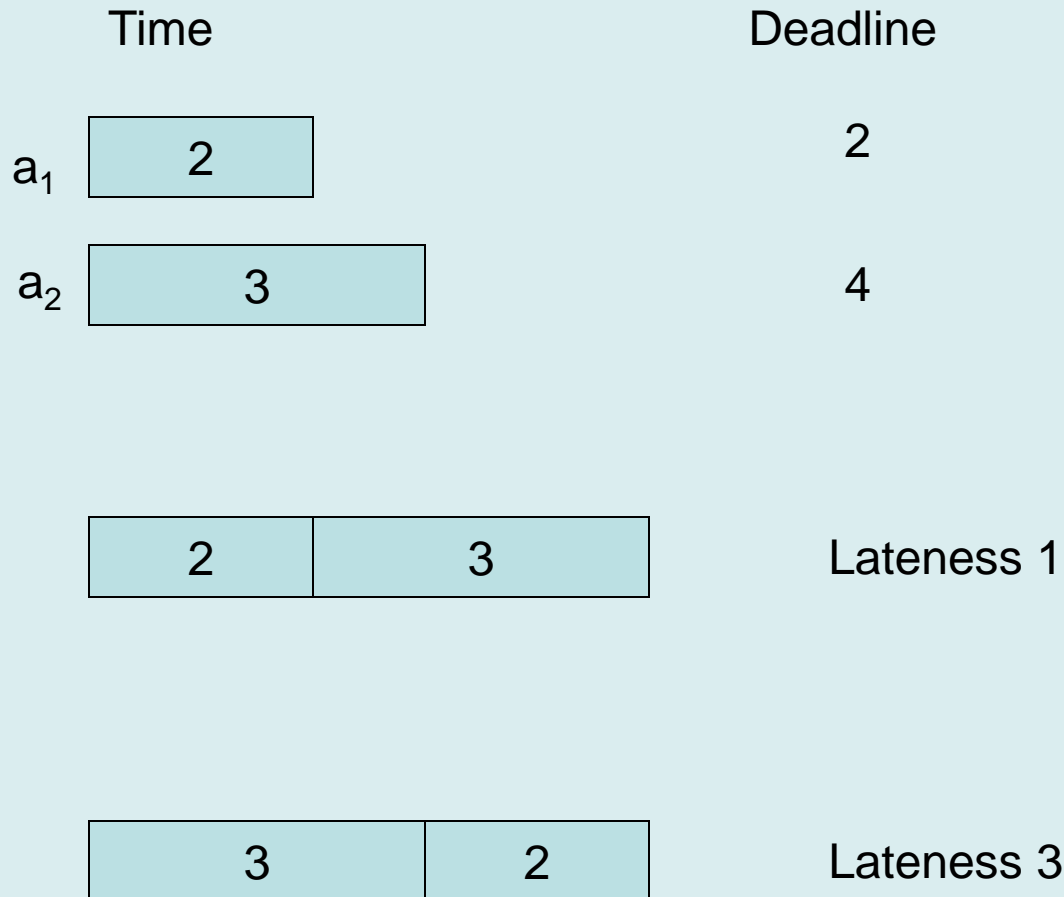 Time Deadline
a₁ 2 2
a₂ 3 4
2 3 Lateness 1
3 2 Lateness 3